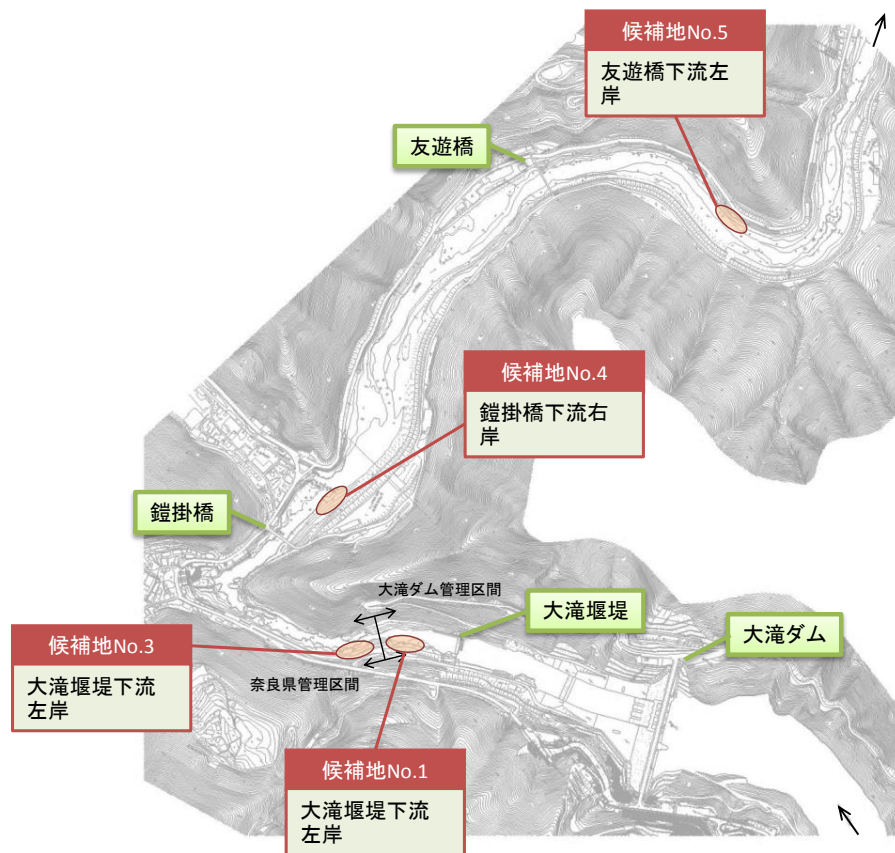 候補地No.5
友遊橋下流左
岸
友遊橋
候補地No.4
鎧掛橋下流右
岸
鎧掛橋
大滝ダム管理区間
大滝堰堤
大滝ダム
候補地No.3
大滝堰堤下流
左岸
奈良県管理区間
候補地No.1
大滝堰堤下流
左岸